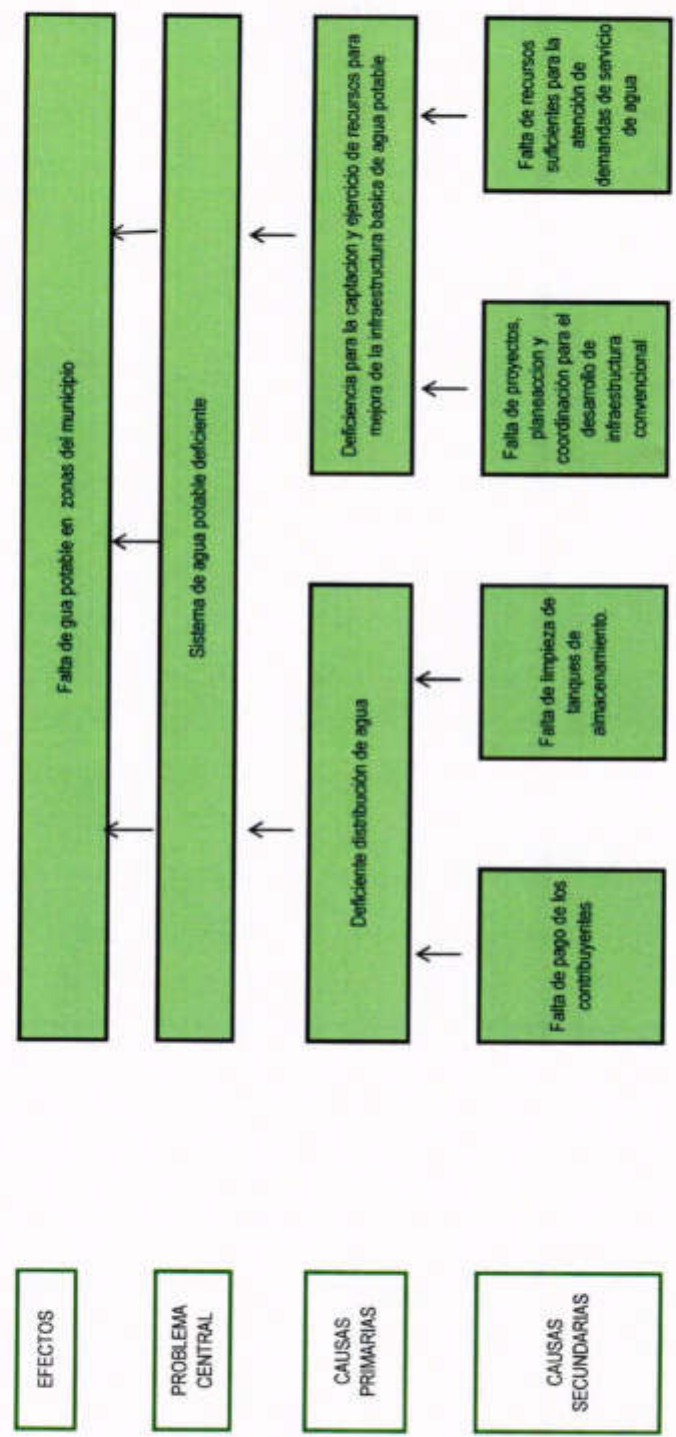 EFECTOS
Falta de gua potable en zonas del municipio
PROBLEMA
CENTRAL
Sistema de agua potable deficiente
CAUSAS
PRIMARIAS
Deficiente distribución de agua
Deficiencia para la captacion y ejercicio de recursos para
mejora de la infraestructura basica de agua potable
CAUSAS
SECUNDARIAS
Falta de pago de los
contribuyentes
Falta de limpieza de
tanques de
almacenamiento.
Falta de proyectos,
planeaccion y
coordinación para el
desarrollo de
infraestructura
convencional
Falta de recursos
suficientes para la
atención de
demandas de servicio
de agua